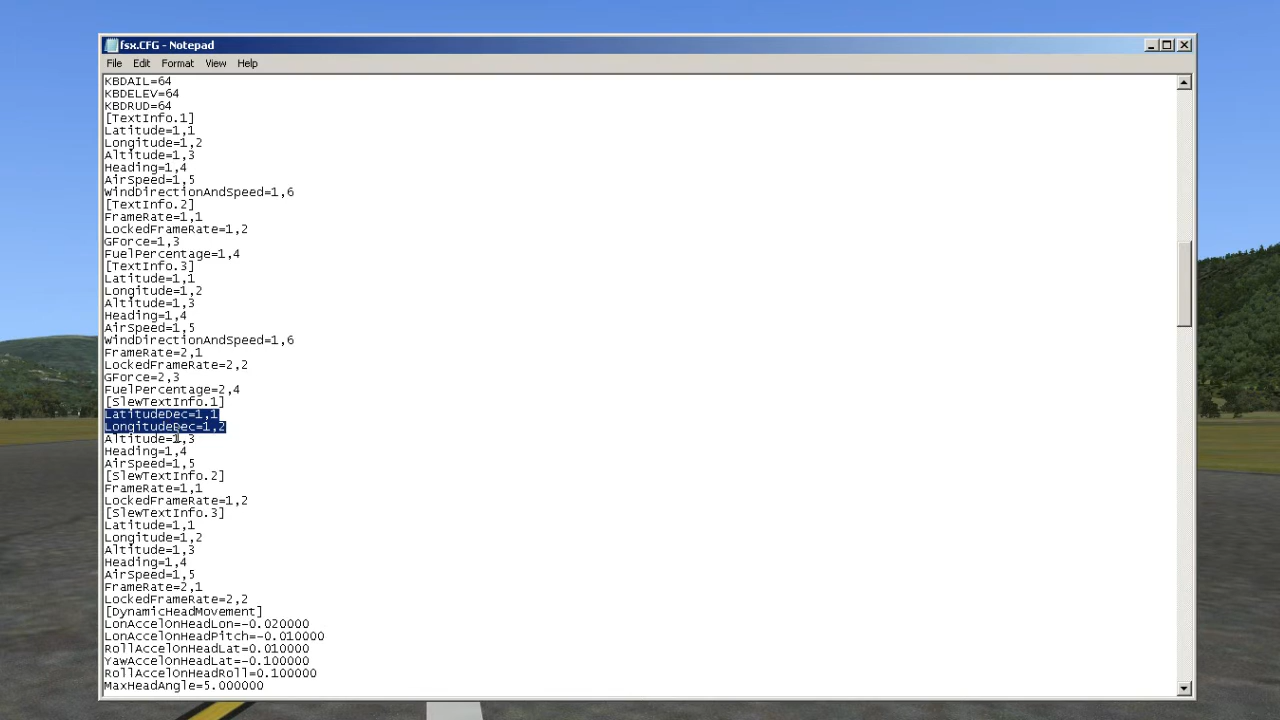 fsx.CFG - Notepad
File Edit Format View Help
KBDAIL=64
KBDELEV=64
KBDRUD=64
[TextInfo.1]
Latitude=1,1
Longitude=1,2
Altitude=1,3
Heading=1,4
AirSpeed=1,5
WindDirectionAndSpeed=1,6
[TextInfo.2]
FrameRate=1,1
LockedFrameRate=1,2
GForce=1,3
FuelPercentage=1,4
[TextInfo.3]
Latitude=1,1
Longitude=1,2
Altitude=1,3
Heading=1,4
AirSpeed=1,5
WindDirectionAndSpeed=1,6
FrameRate=2,1
LockedFrameRate=2,2
GForce=2,3
FuelPercentage=2,4
[SlewTextInfo.1]
LatitudeDec=1,1
LongitudeDec=1,2
Altitude=1,3
Heading=1,4
AirSpeed=1,5
[SlewTextInfo.2]
FrameRate=1,1
LockedFrameRate=1,2
[SlewTextInfo.3]
Latitude=1,1
Longitude=1,2
Altitude=1,3
Heading=1,4
AirSpeed=1,5
FrameRate=2,1
LockedFrameRate=2,2
[DynamicHeadMovement]
LonAccelOnHeadLon=-0.020000
LonAccelOnHeadPitch=-0.010000
RollAccelOnHeadLat=0.010000
YawAccelOnHeadLat=-0.100000
RollAccelOnHeadRoll=0.100000
MaxHeadAngle=5.000000